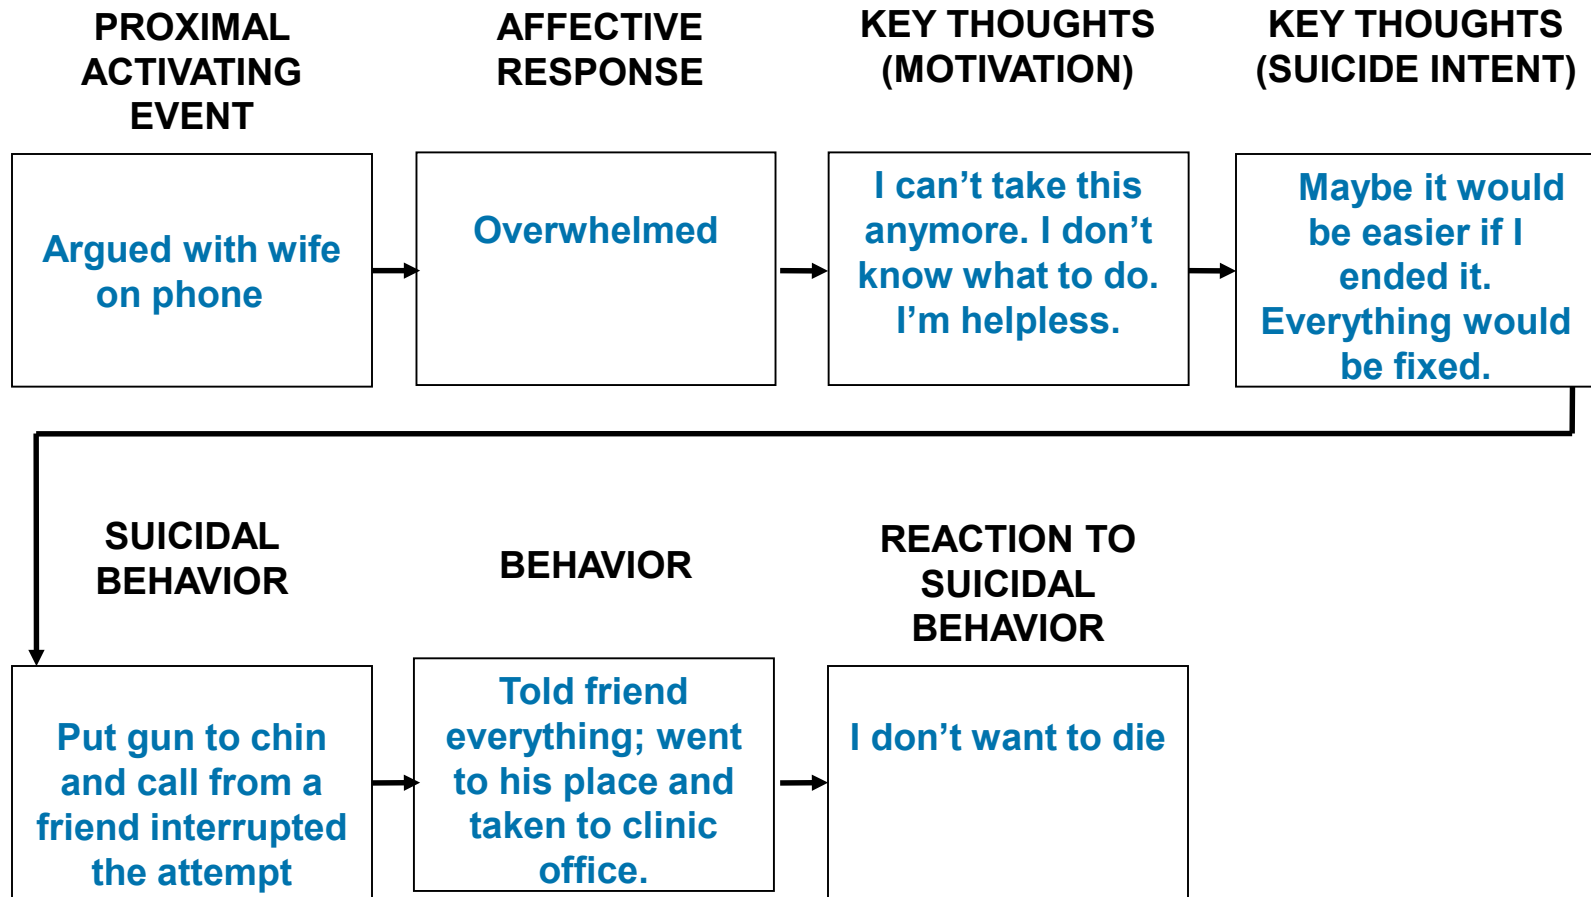 PROXIMAL
ACTIVATING
EVENT
AFFECTIVE
RESPONSE
KEY THOUGHTS
(MOTIVATION)
KEY THOUGHTS
(SUICIDE INTENT)
Argued with wife
on phone
Overwhelmed
I can’t take this
anymore. I don’t
know what to do.
I’m helpless.
Maybe it would
be easier if I
ended it.
Everything would
be fixed.
SUICIDAL
BEHAVIOR
BEHAVIOR
REACTION TO
SUICIDAL
BEHAVIOR
Put gun to chin
and call from a
friend interrupted
the attempt
Told friend
everything; went
to his place and
taken to clinic
office.
I don’t want to die